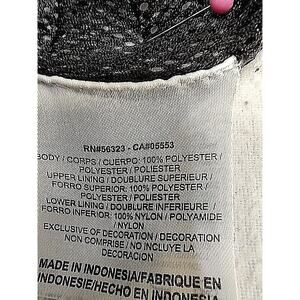 RN#56323 - CA#05553
BODY / CORPS / CUERPO: 100% POLYESTER /
POLYESTER / POLIESTER
UPPER LINING / DOUBLURE SUPERIEUR /
FORRO SUPERIOR: 100% POLYESTER /
POLYESTER / POLIESTER
LOWER LINING / DOUBLURE INFERIEURE /
FORRO INFERIOR: 100% NYLON / POLYAMIDE
/ NYLON
EXCLUSIVE OF DECORATION / DECORATION
NON COMPRISE / NO INCLUYE LA
DECORACION
MADE IN INDONESIA/FABRIQUE EN
INDONESIE/HECHO EN INDONESIA